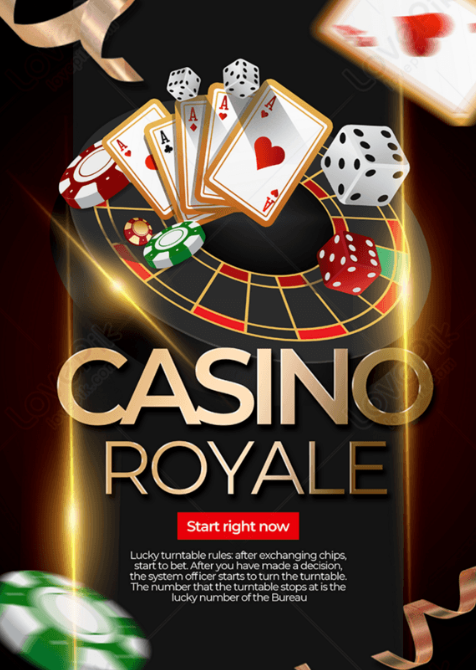 A
A
A
A
A
CASINO
ROYALE
Start right now
Lucky turntable rules: after exchanging chips,
start to bet. After you have made a decision,
the system officer starts to turn the turntable.
The number that the turntable stops at is the
lucky number of the Bureau